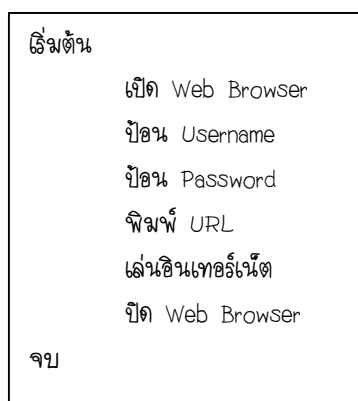 เริ่มต้น
เปิด Web Browser
ป้อน Username
ป้อน Password
พิมพ์ URL
เล่นอินเทอร์เน็ต
ปิด Web Browser
จบ